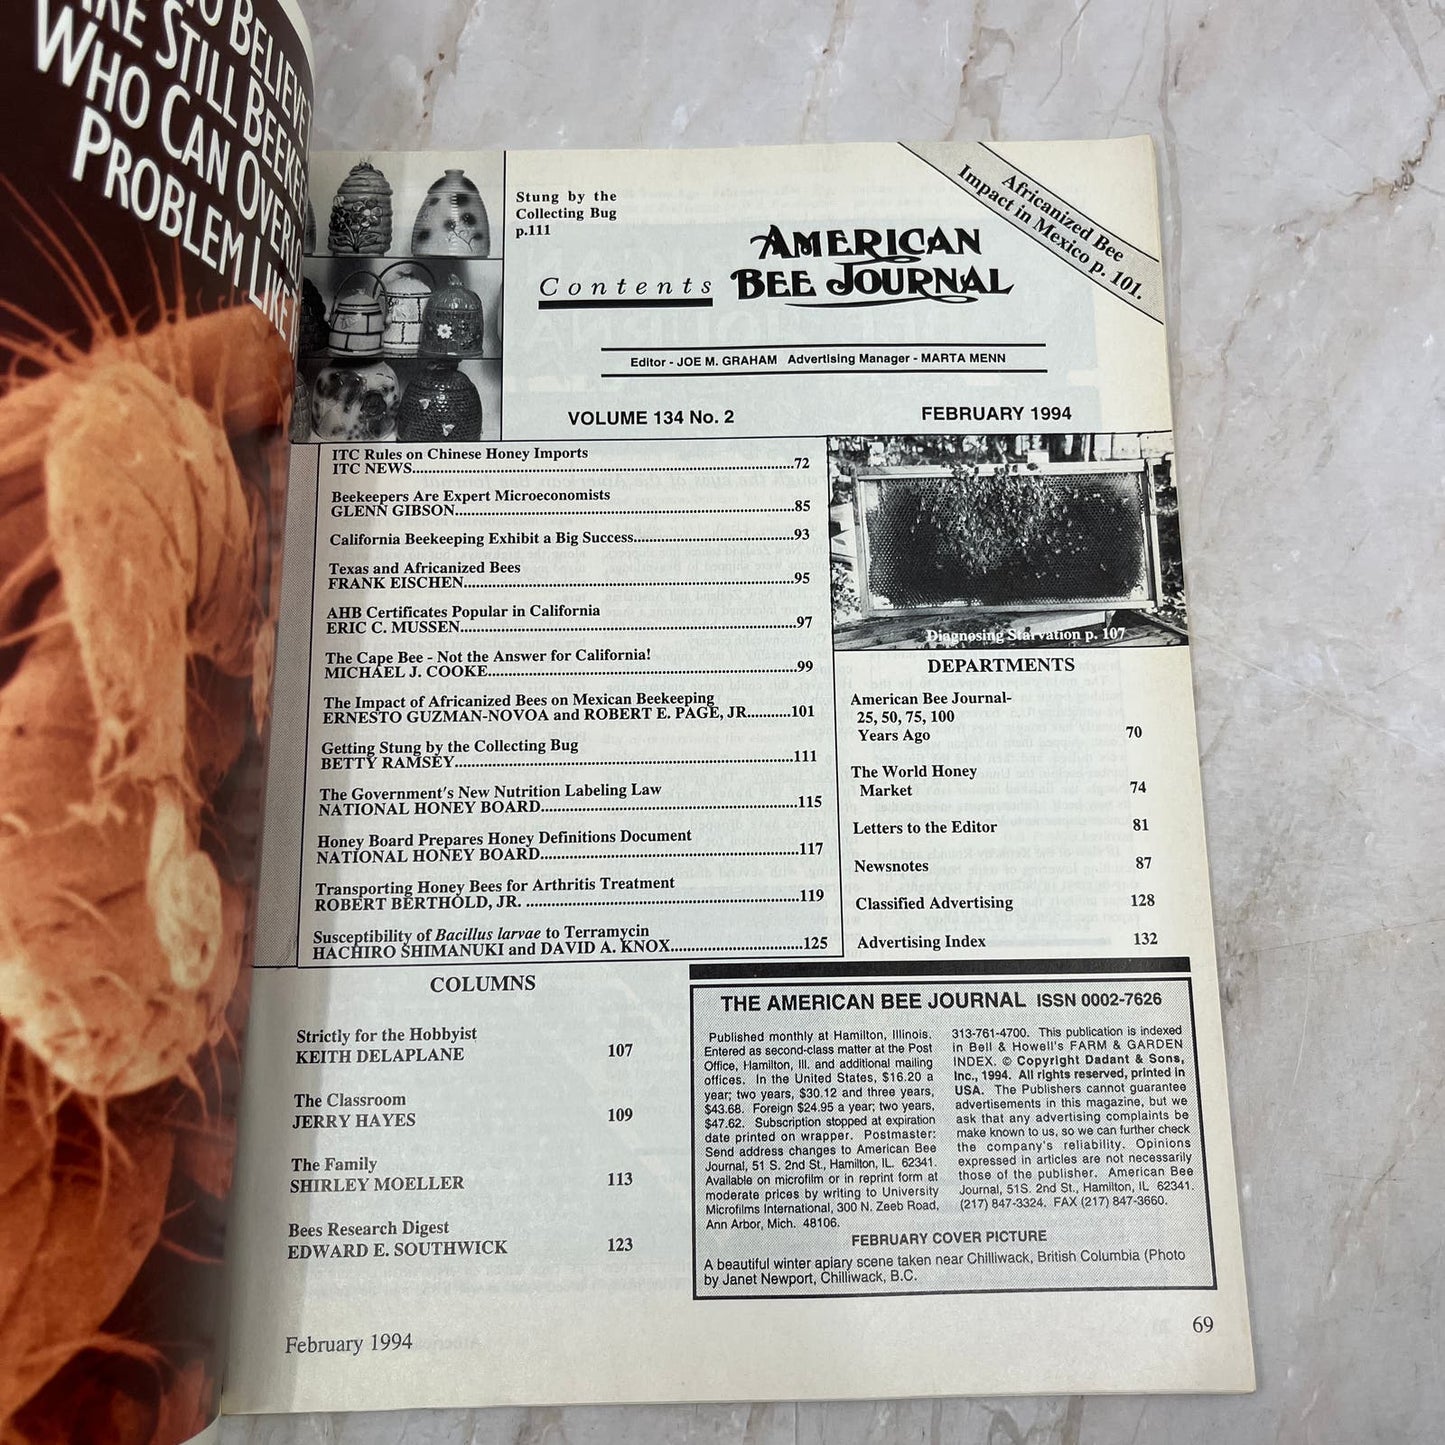 O BELIEVE
ARE STILL BEEKE
WHO CAN OVERLO
PROBLEM LIKE
Stung by the
Collecting Bug
p.111
Contents
AMERICAN
BEE JOURNAL
Africanized Bee
Impact in Mexico p. 101.
Editor - JOE M. GRAHAM Advertising Manager - MARTA MENN
VOLUME 134 No. 2
FEBRUARY 1994
ITC Rules on Chinese Honey Imports
ITC NEWS...72
Beekeepers Are Expert Microeconomists
GLENN GIBSON...85
California Beekeeping Exhibit a Big Success...93
Texas and Africanized Bees
FRANK EISCHEN...95
AHB Certificates Popular in California
ERIC C. MUSSEN...97
The Cape Bee - Not the Answer for California!
MICHAEL J. COOKE...99
The Impact of Africanized Bees on Mexican Beekeeping
ERNESTO GUZMAN-NOVOA and ROBERT E. PAGE, JR...101
Getting Stung by the Collecting Bug
BETTY RAMSEY...111
The Government's New Nutrition Labeling Law
NATIONAL HONEY BOARD...115
Honey Board Prepares Honey Definitions Document
NATIONAL HONEY BOARD...117
Transporting Honey Bees for Arthritis Treatment
ROBERT BERTHOLD, JR. ...119
Susceptibility of Bacillus larvae to Terramycin
HACHIRO SHIMANUKI and DAVID A. KNOX...125
Diagnosing Starvation p. 107
DEPARTMENTS
American Bee Journal-
25, 50, 75, 100
Years Ago 70
The World Honey
Market 74
Letters to the Editor 81
Newsnotes 87
Classified Advertising 128
Advertising Index 132
COLUMNS
Strictly for the Hobbyist
KEITH DELAPLANE 107
The Classroom
JERRY HAYES 109
The Family
SHIRLEY MOELLER 113
Bees Research Digest
EDWARD E. SOUTHWICK 123
THE AMERICAN BEE JOURNAL ISSN 0002-7626
Published monthly at Hamilton, Illinois.
Entered as second-class matter at the Post
Office, Hamilton, Ill. and additional mailing
offices. In the United States, $16.20 a
year; two years, $30.12 and three years,
$43.68. Foreign $24.95 a year; two years,
$47.62. Subscription stopped at expiration
date printed on wrapper. Postmaster:
Send address changes to American Bee
Journal, 51 S. 2nd St., Hamilton, IL. 62341.
Available on microfilm or in reprint form at
moderate prices by writing to University
Microfilms International, 300 N. Zeeb Road,
Ann Arbor, Mich. 48106.
313-761-4700. This publication is indexed
in Bell & Howell's FARM & GARDEN
INDEX. © Copyright Dadant & Sons,
Inc., 1994. All rights reserved, printed in
USA. The Publishers cannot guarantee
advertisements in this magazine, but we
ask that any advertising complaints be
make known to us, so we can further check
the company's reliability. Opinions
expressed in articles are not necessarily
those of the publisher. American Bee
Journal, 51S. 2nd St., Hamilton, IL 62341.
(217) 847-3324. FAX (217) 847-3660.
FEBRUARY COVER PICTURE
A beautiful winter apiary scene taken near Chilliwack, British Columbia (Photo
by Janet Newport, Chilliwack, B.C.
February 1994
69